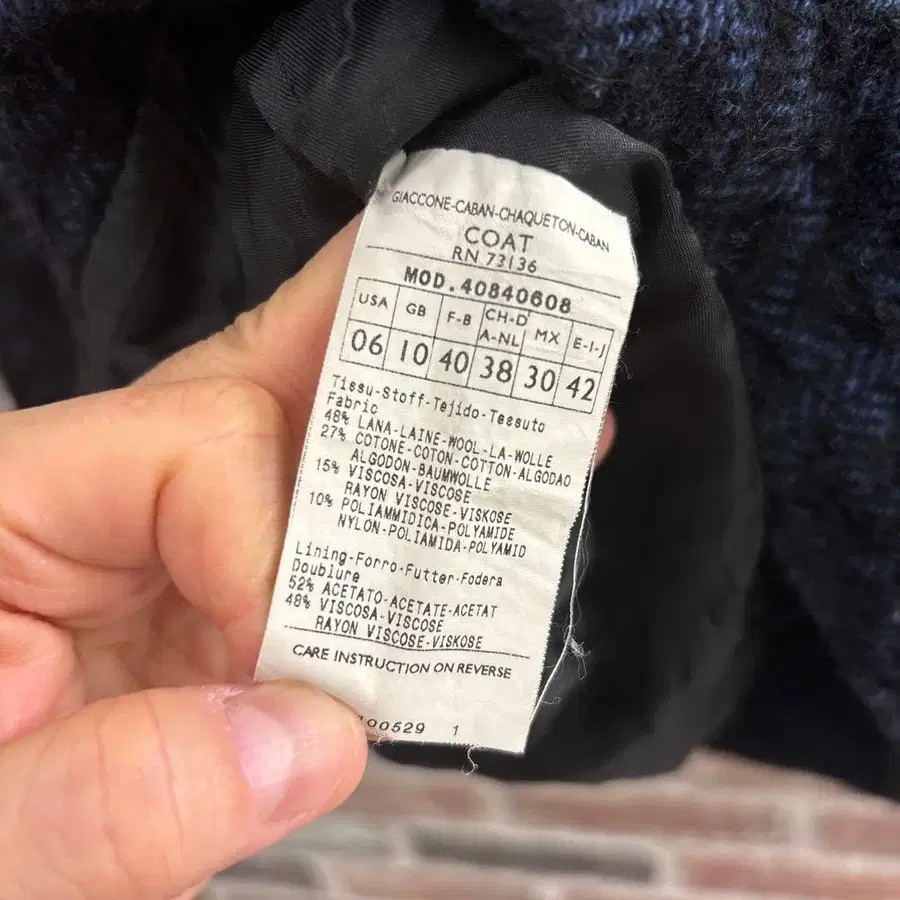 GIACCONE-CABAN-CHAQUETON-CABAN
COAT
RN 73136
MOD.40840608
USA GB F-B CH-D A-NL MX E-I-J
06 10 40 38 30 42
Tissu-Stoff-Tejido-Tessuto
Fabric
48% LANA-LAINE-WOOL-LA-WOLLE
27% COTONE-COTON-COTTON-ALGODAO
ALGODON-BAUMWOLLE
15% VISCOSA-VISCOSE
RAYON VISCOSE-VISKOSE
10% POLIAMMIDICA-POLYAMIDE
NYLON-POLIAMIDA-POLYAMID
Lining-Forro-Futter-Fodera
Doublure
52% ACETATO-ACETATE-ACETAT
48% VISCOSA-VISCOSE
RAYON VISCOSE-VISKOSE
CARE INSTRUCTION ON REVERSE
100529 1